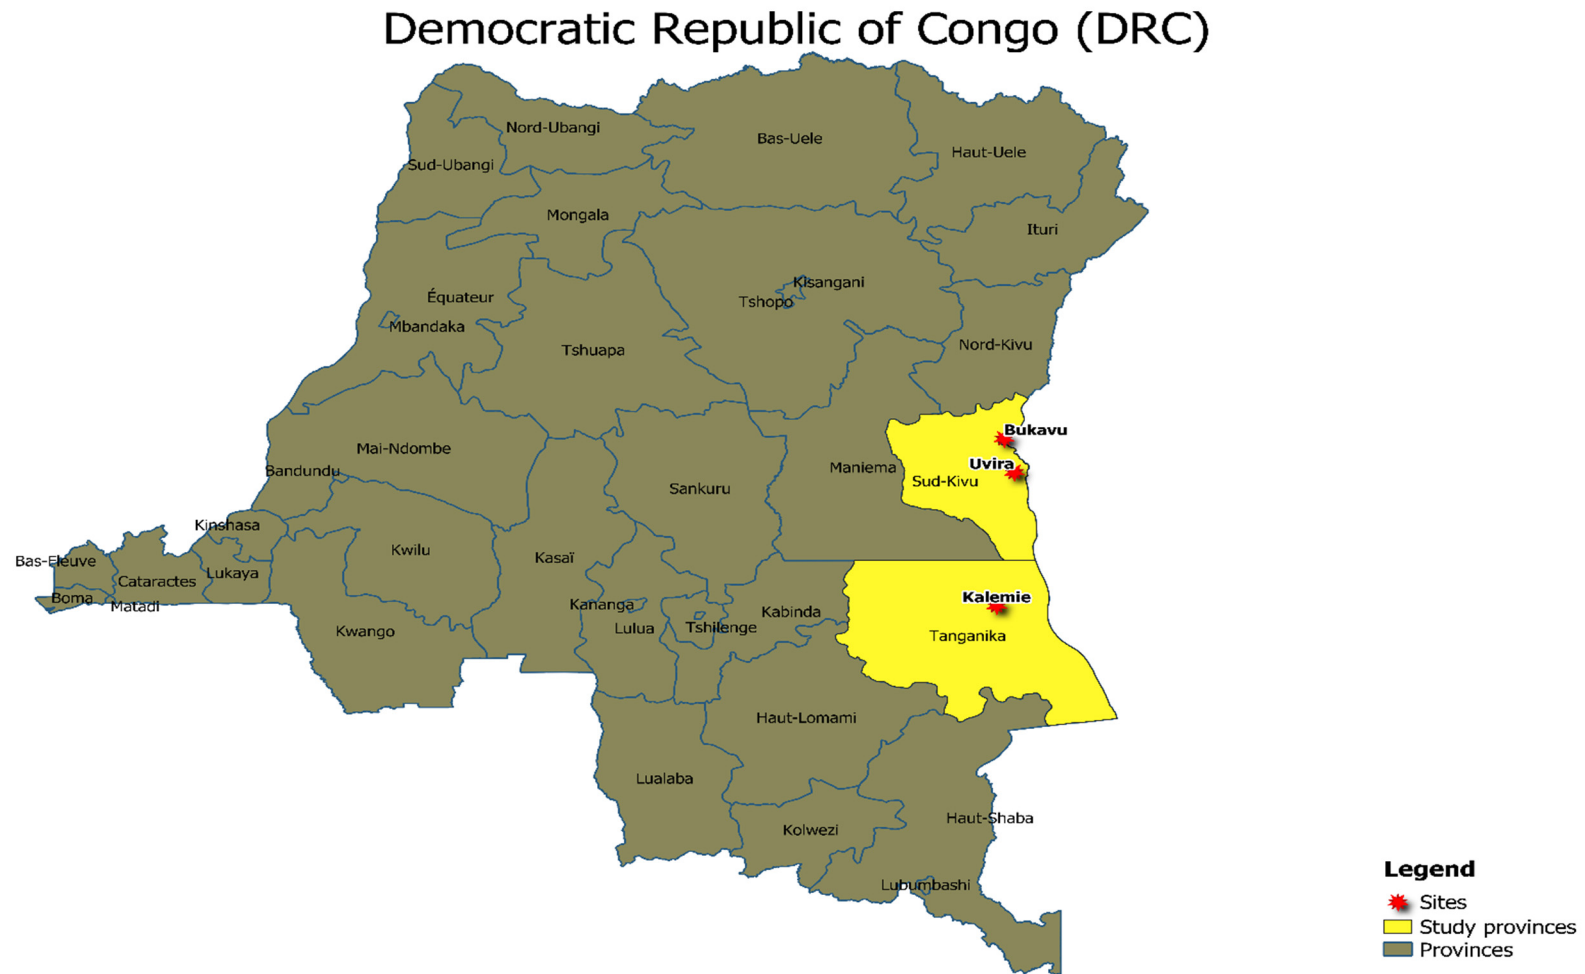 Democratic Republic of Congo (DRC)
Nord-Ubangi
Bas-Uele
Haut-Uele
Sud-Ubangi
Mongala
Ituri
Kisangani
Équateur
Tshopo
Mbandaka
Nord-Kivu
Tshuapa
Bukavu
Mai-Ndombe
Uvira
Maniema
Bandundu
Sud-Kivu
Sankuru
Kinshasa
Kwilu
Kasaï
Bas-Fleuve
Lukaya
Cataractes
Boma
Matadi
Kananga
Kalemie
Kabinda
Tshilenge
Lulua
Kwango
Tanganika
Haut-Lomami
Lualaba
Haut-Shaba
Kolwezi
Lubumbashi
Legend
Sites
Study provinces
Provinces